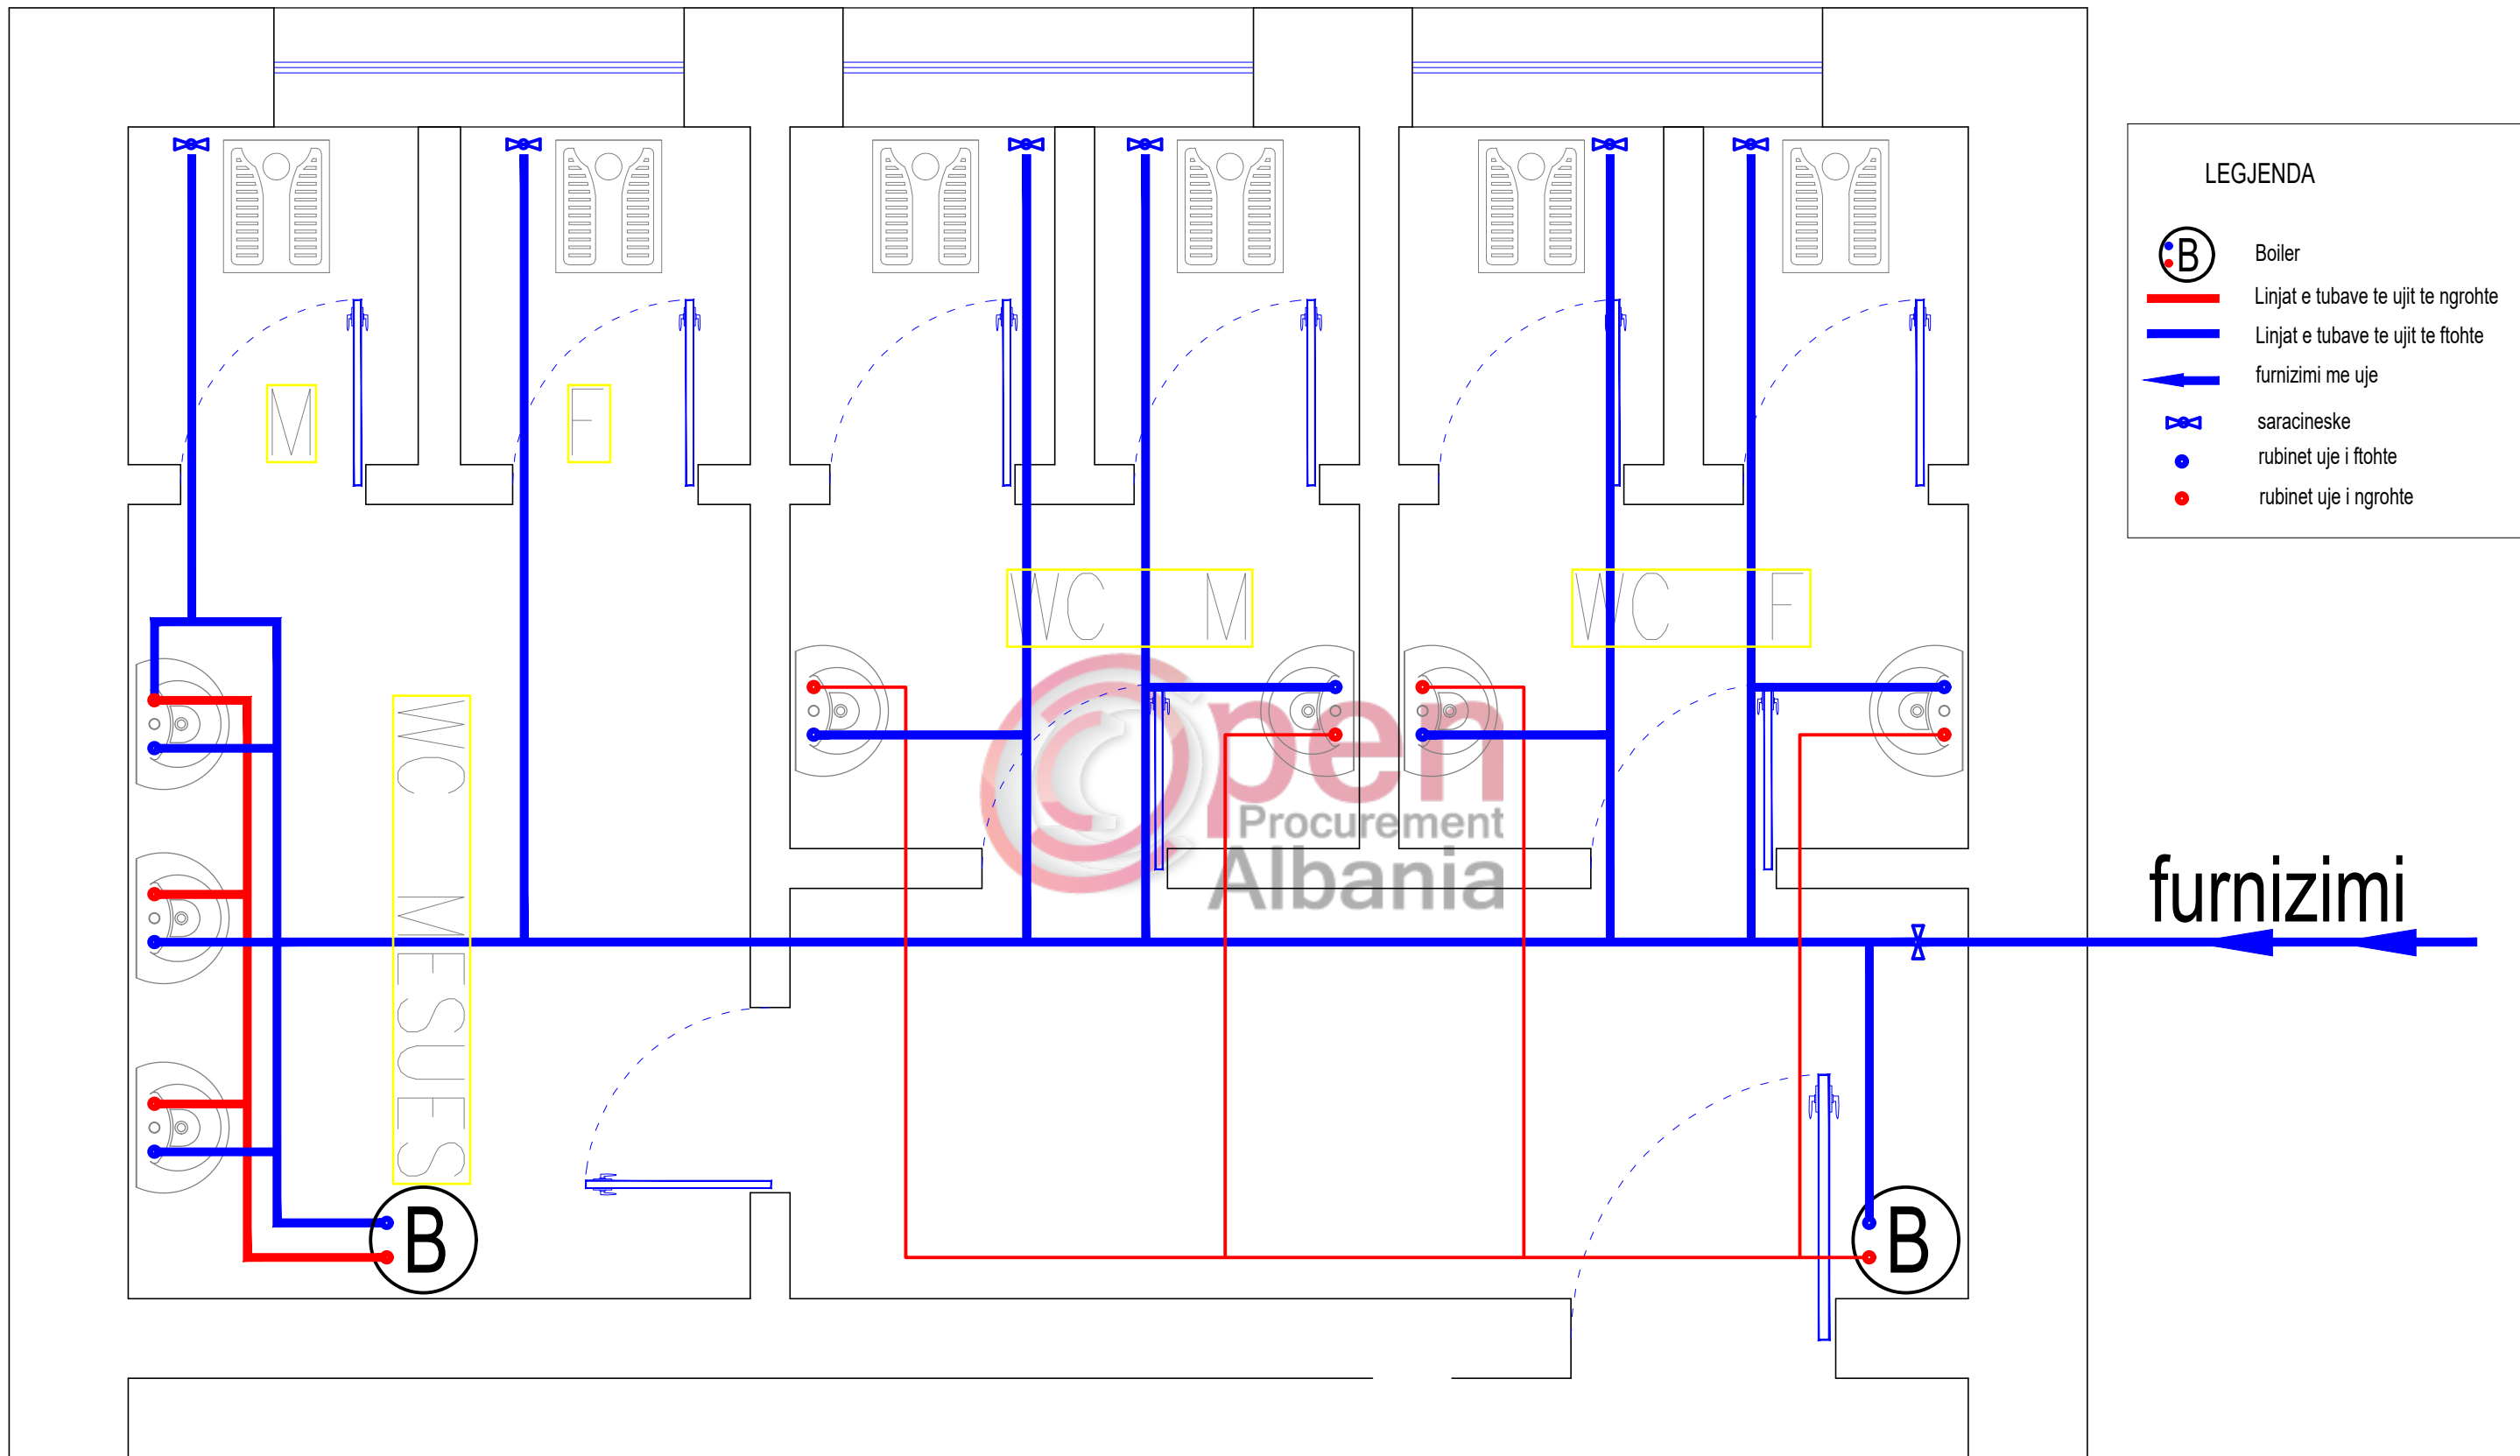 LEGJENDA
B Boiler
Linjat e tubave te ujit te ngrohte
Linjat e tubave te ujit te ftohte
furnizimi me uje
saracineske
rubinet uje i ftohte
rubinet uje i ngrohte
M
F
WC M
WC F
WC MESUES
Open
Procurement
Albania
furnizimi
B
B